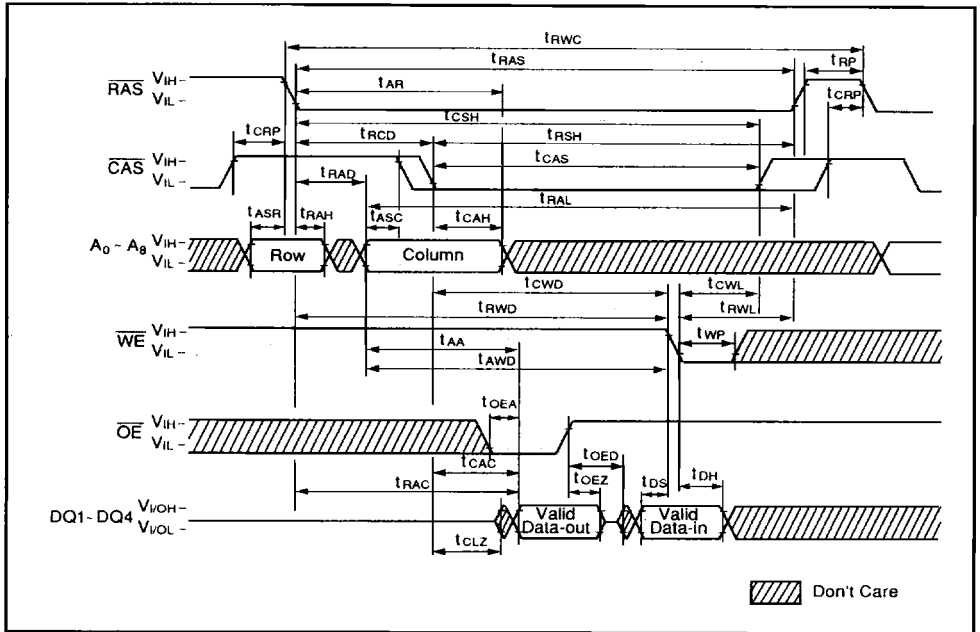 tRWC
tRAS tRP
RAS VIH – tAR
VIL – tCSH tCRP
tCRP tRCD tRSH
CAS VIH – tCAS
VIL – tRAD tRAL
tASR tRAH tASC tCAH
A0 ~ A8 VIH – Row Column
VIL –
tCWD tCWL
tRWD tRWL
WE VIH – tWP
VIL – tAA
tAWD
OE VIH – tOEA
VIL – tCAC tOED
tRAC tOEZ tDS tDH
DQ1 ~ DQ4 VI/OH – Valid Data-out Valid Data-in
VI/OL –
tCLZ
Don't Care